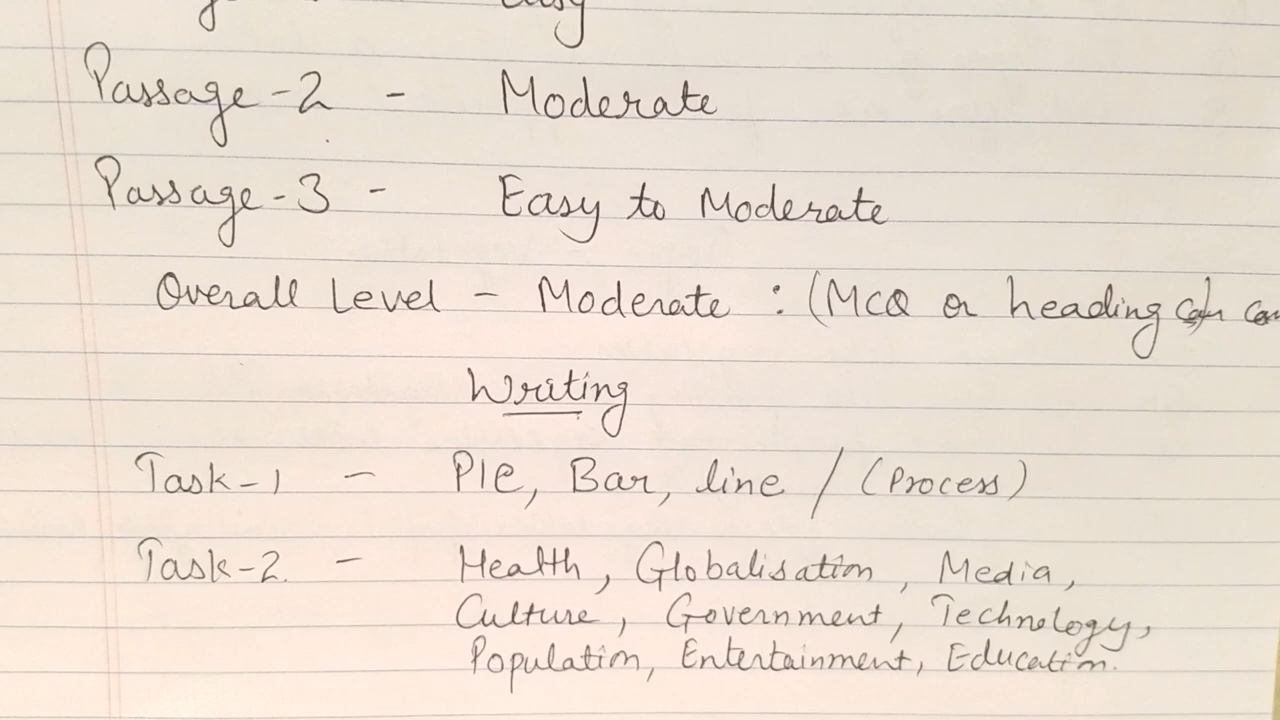 Passage-2 - Moderate
Passage-3 - Easy to Moderate
Overall Level - Moderate : (MCQ or heading
Writing
Task-1 - PIE, Bar, line / (Process)
Task-2. - Health, Globalisation, Media,
Culture, Government, Technology,
Population, Entertainment, Education.